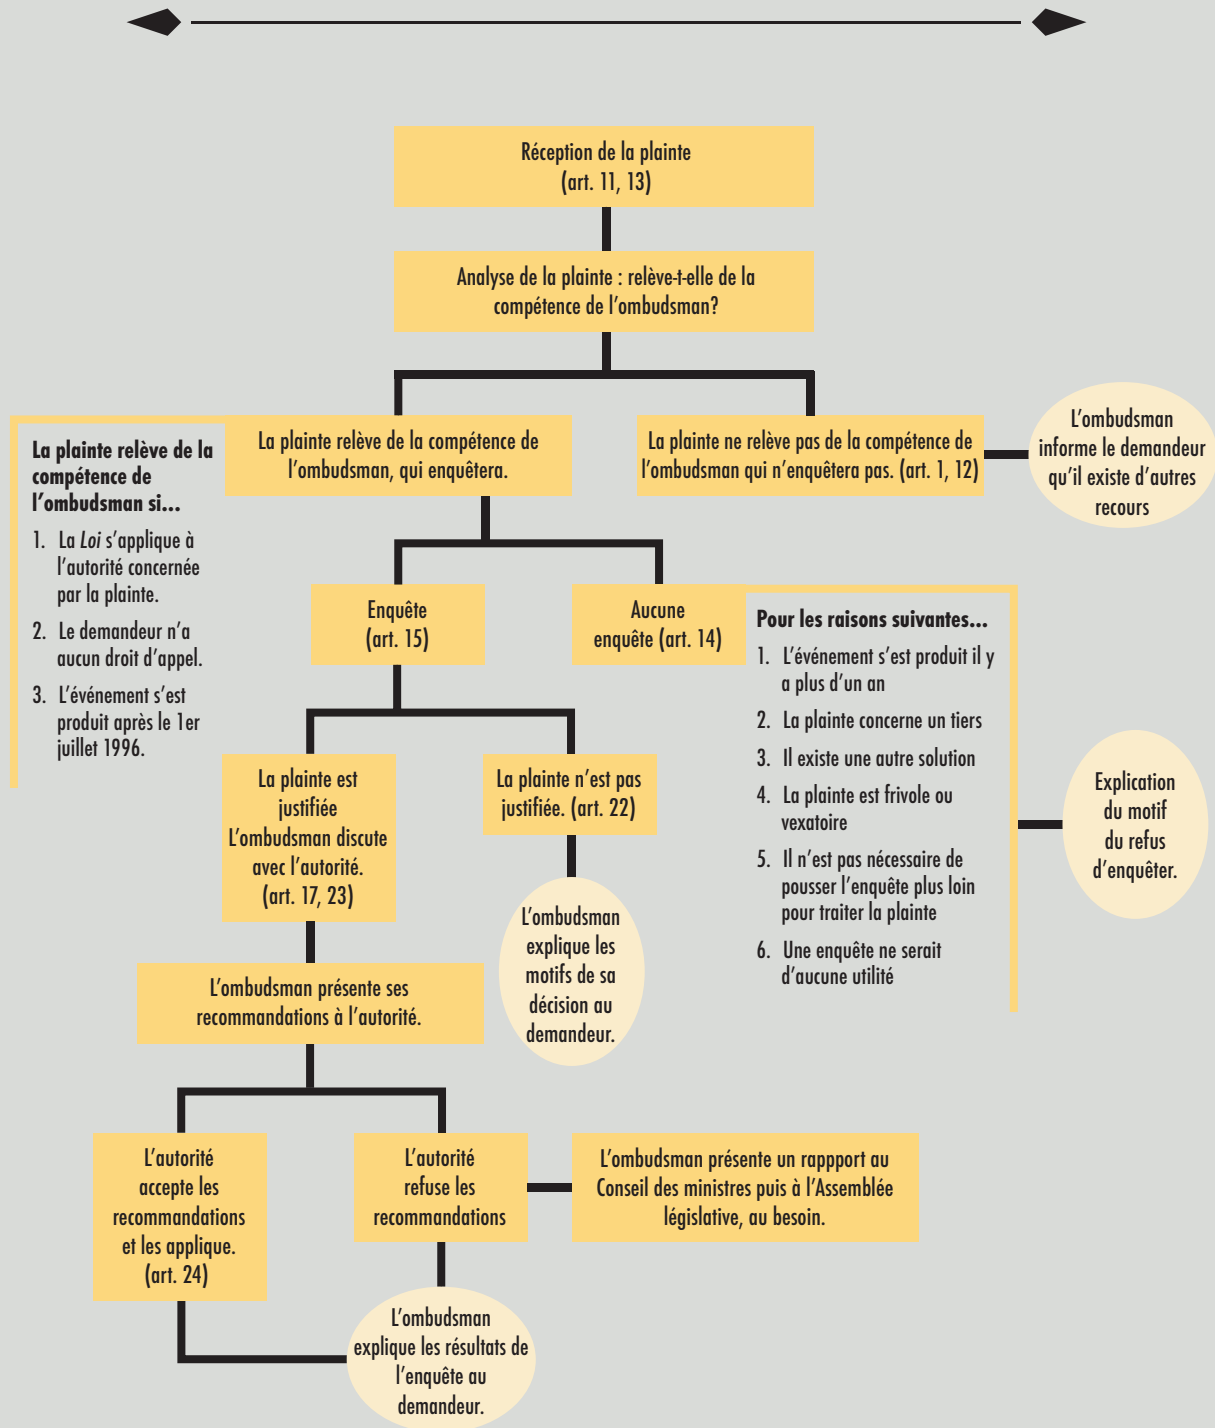 Réception de la plainte
(art. 11, 13)
Analyse de la plainte : relève-t-elle de la
compétence de l'ombudsman?
La plainte relève de la compétence de
l'ombudsman, qui enquêtera.
La plainte ne relève pas de la compétence de
l'ombudsman qui n'enquêtera pas. (art. 1, 12)
L'ombudsman
informe le demandeur
qu'il existe d'autres
recours
La plainte relève de la
compétence de
l'ombudsman si...
1. La Loi s'applique à
l'autorité concernée
par la plainte.
2. Le demandeur n'a
aucun droit d'appel.
3. L'événement s'est
produit après le 1er
juillet 1996.
Enquête
(art. 15)
Aucune
enquête (art. 14)
Pour les raisons suivantes...
1. L'événement s'est produit il y
a plus d'un an
2. La plainte concerne un tiers
3. Il existe une autre solution
4. La plainte est frivole ou
vexatoire
5. Il n'est pas nécessaire de
pousser l'enquête plus loin
pour traiter la plainte
6. Une enquête ne serait
d'aucune utilité
Explication
du motif
du refus
d'enquêter.
La plainte est
justifiée
L'ombudsman discute
avec l'autorité.
(art. 17, 23)
La plainte n'est pas
justifiée. (art. 22)
L'ombudsman
explique les
motifs de sa
décision au
demandeur.
L'ombudsman présente ses
recommandations à l'autorité.
L'autorité
accepte les
recommandations
et les applique.
(art. 24)
L'autorité
refuse les
recommandations
L'ombudsman présente un rappport au
Conseil des ministres puis à l'Assemblée
législative, au besoin.
L'ombudsman
explique les résultats de
l'enquête au
demandeur.